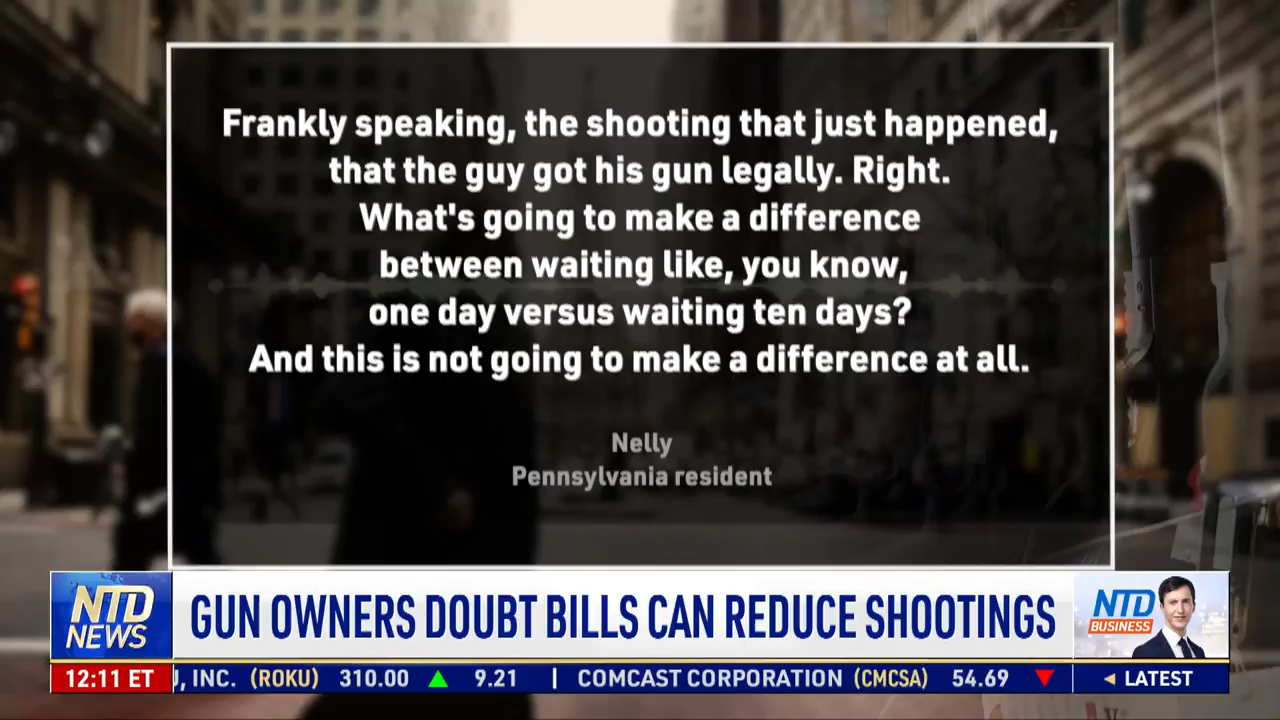 Frankly speaking, the shooting that just happened,
that the guy got his gun legally. Right.
What's going to make a difference
between waiting like, you know,
one day versus waiting ten days?
And this is not going to make a difference at all.
Nelly
Pennsylvania resident
NTD
NEWS
GUN OWNERS DOUBT BILLS CAN REDUCE SHOOTINGS
NTD
BUSINESS
12:11 ET
, INC. (ROKU) 310.00 ▲ 9.21 | COMCAST CORPORATION (CMCSA) 54.69 ▼
◄ LATEST